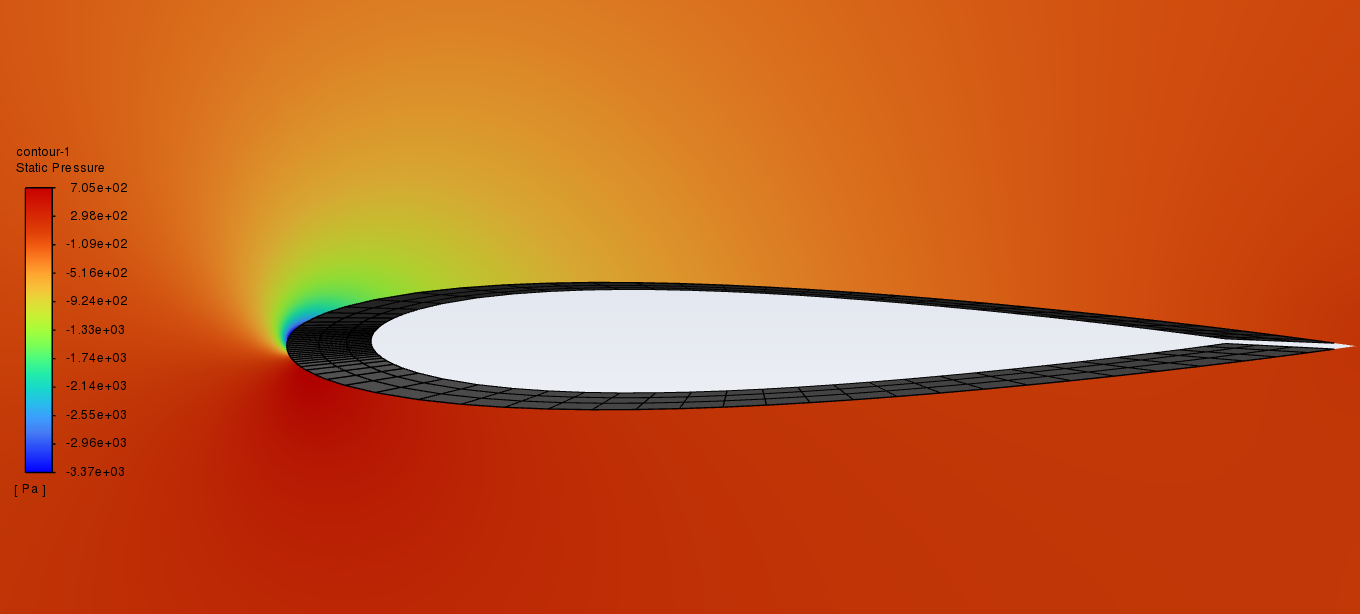 contour-1
Static Pressure
7.05e+02
2.98e+02
-1.09e+02
-5.16e+02
-9.24e+02
-1.33e+03
-1.74e+03
-2.14e+03
-2.55e+03
-2.96e+03
-3.37e+03
[ Pa ]